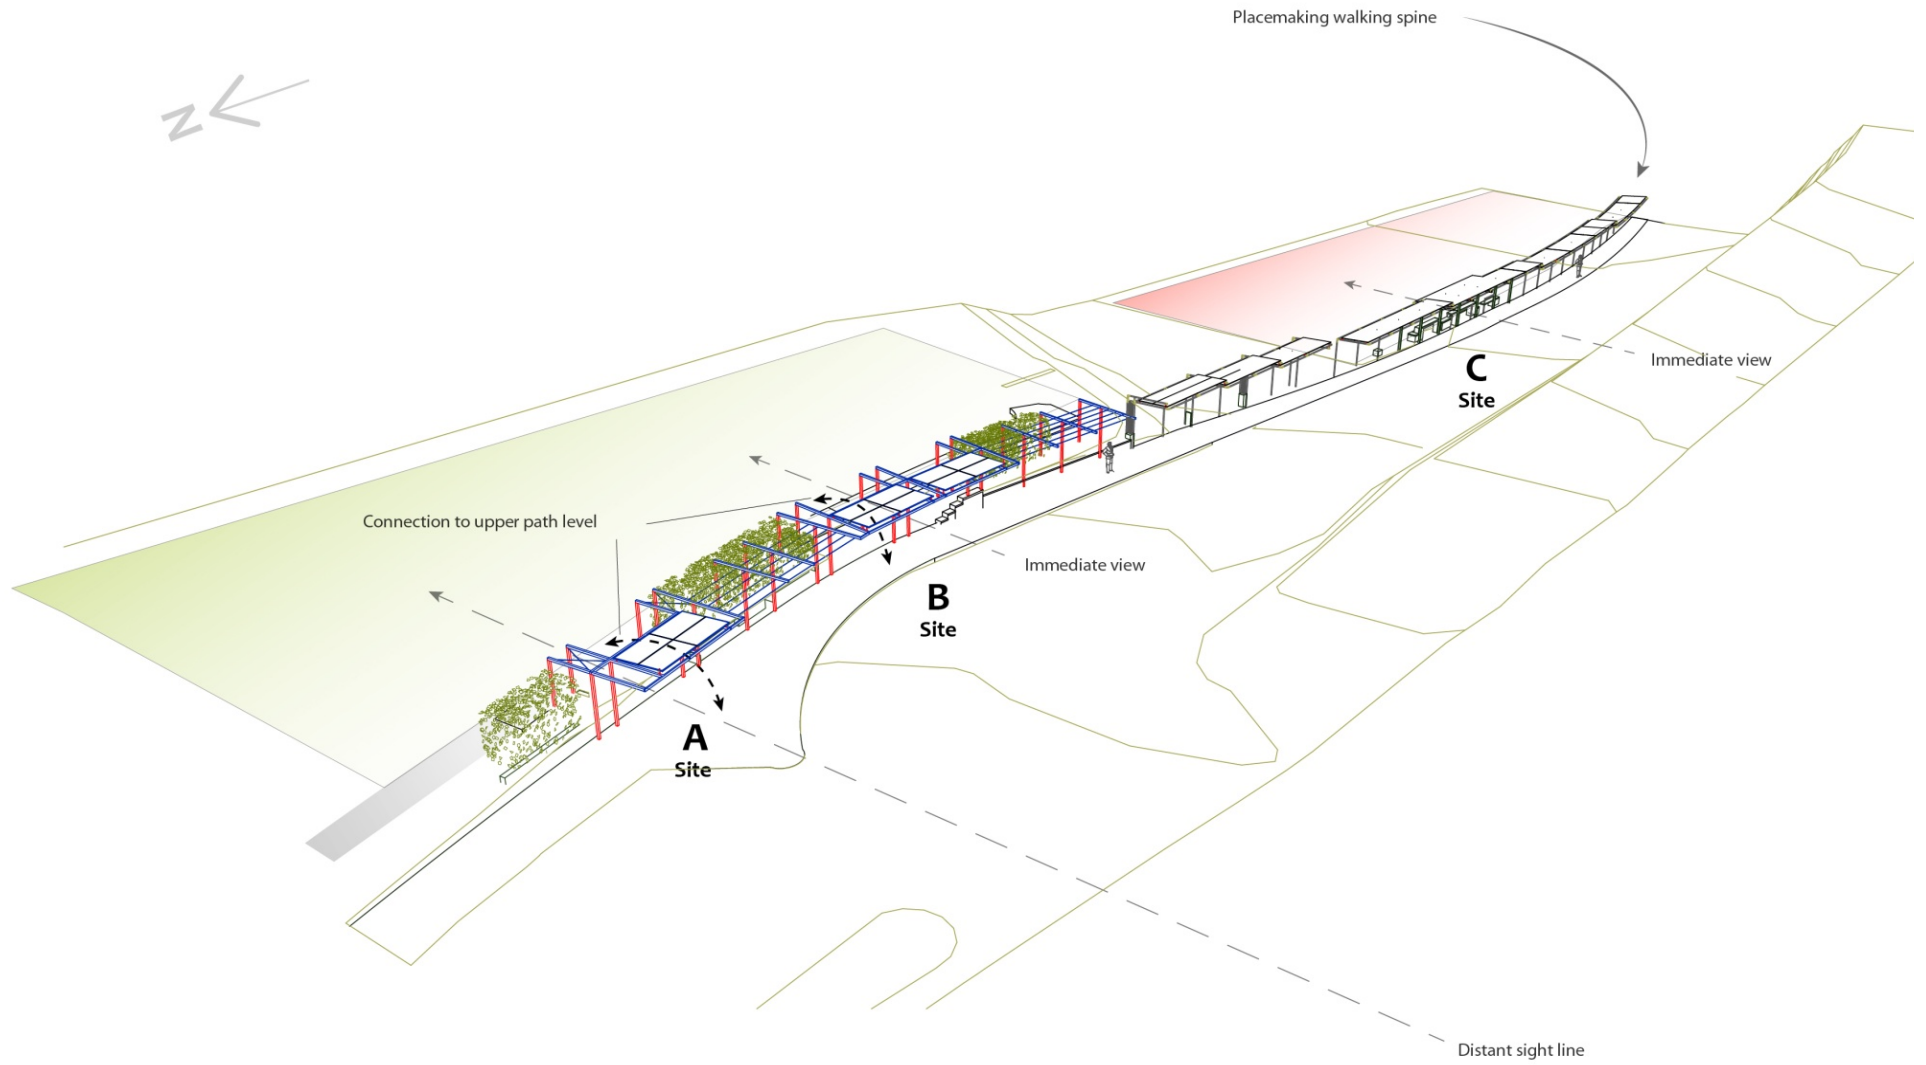 Placemaking walking spine
N
Immediate view
C
Site
Connection to upper path level
Immediate view
B
Site
A
Site
Distant sight line